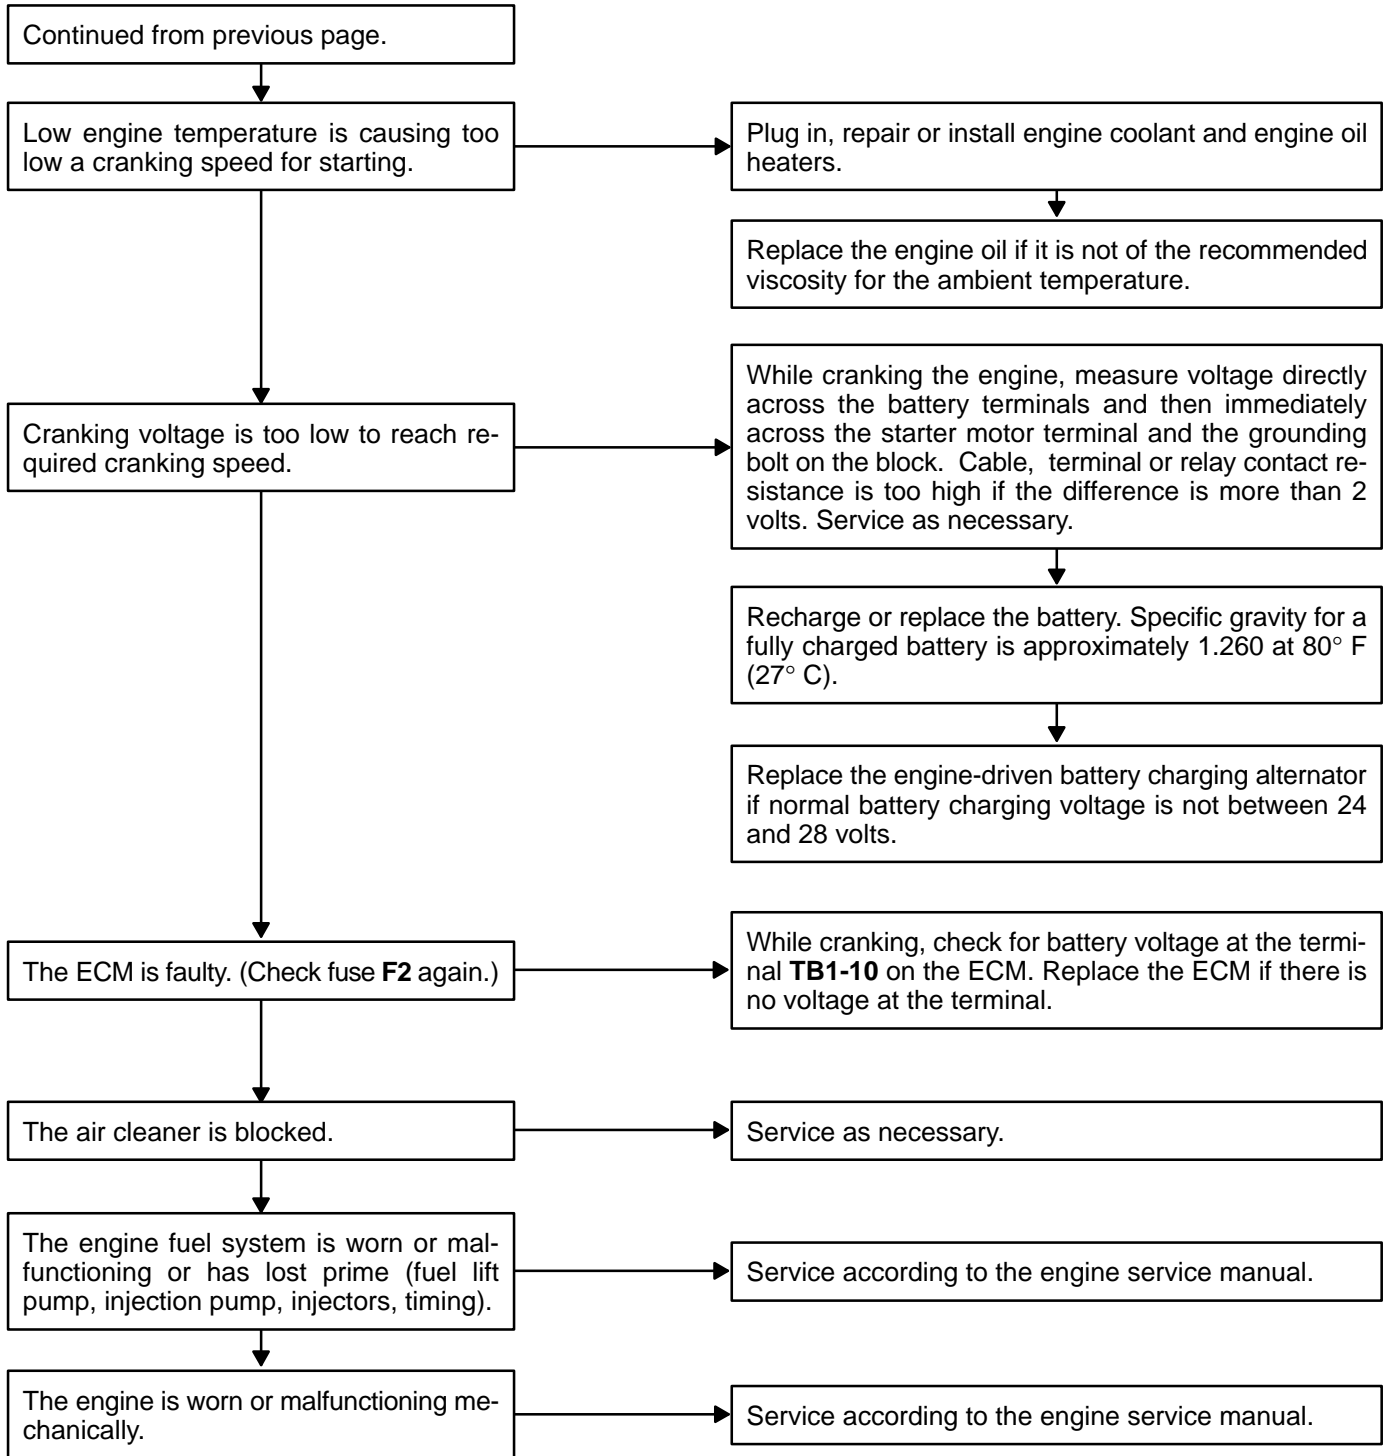 Continued from previous page.
Low engine temperature is causing too
low a cranking speed for starting.
Plug in, repair or install engine coolant and engine oil
heaters.
Replace the engine oil if it is not of the recommended
viscosity for the ambient temperature.
Cranking voltage is too low to reach re-
quired cranking speed.
While cranking the engine, measure voltage directly
across the battery terminals and then immediately
across the starter motor terminal and the grounding
bolt on the block. Cable, terminal or relay contact re-
sistance is too high if the difference is more than 2
volts. Service as necessary.
Recharge or replace the battery. Specific gravity for a
fully charged battery is approximately 1.260 at 80° F
(27° C).
Replace the engine-driven battery charging alternator
if normal battery charging voltage is not between 24
and 28 volts.
The ECM is faulty. (Check fuse F2 again.)
While cranking, check for battery voltage at the termi-
nal TB1-10 on the ECM. Replace the ECM if there is
no voltage at the terminal.
The air cleaner is blocked.
Service as necessary.
The engine fuel system is worn or mal-
functioning or has lost prime (fuel lift
pump, injection pump, injectors, timing).
Service according to the engine service manual.
The engine is worn or malfunctioning me-
chanically.
Service according to the engine service manual.